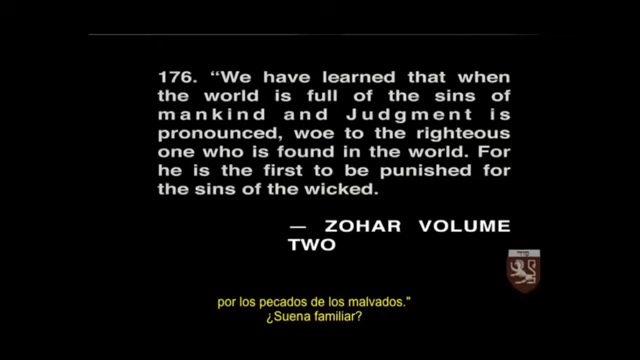 176. “We have learned that when
the world is full of the sins of
mankind and Judgment is
pronounced, woe to the righteous
one who is found in the world. For
he is the first to be punished for
the sins of the wicked.
— ZOHAR VOLUME
TWO
por los pecados de los malvados."
¿Suena familiar?